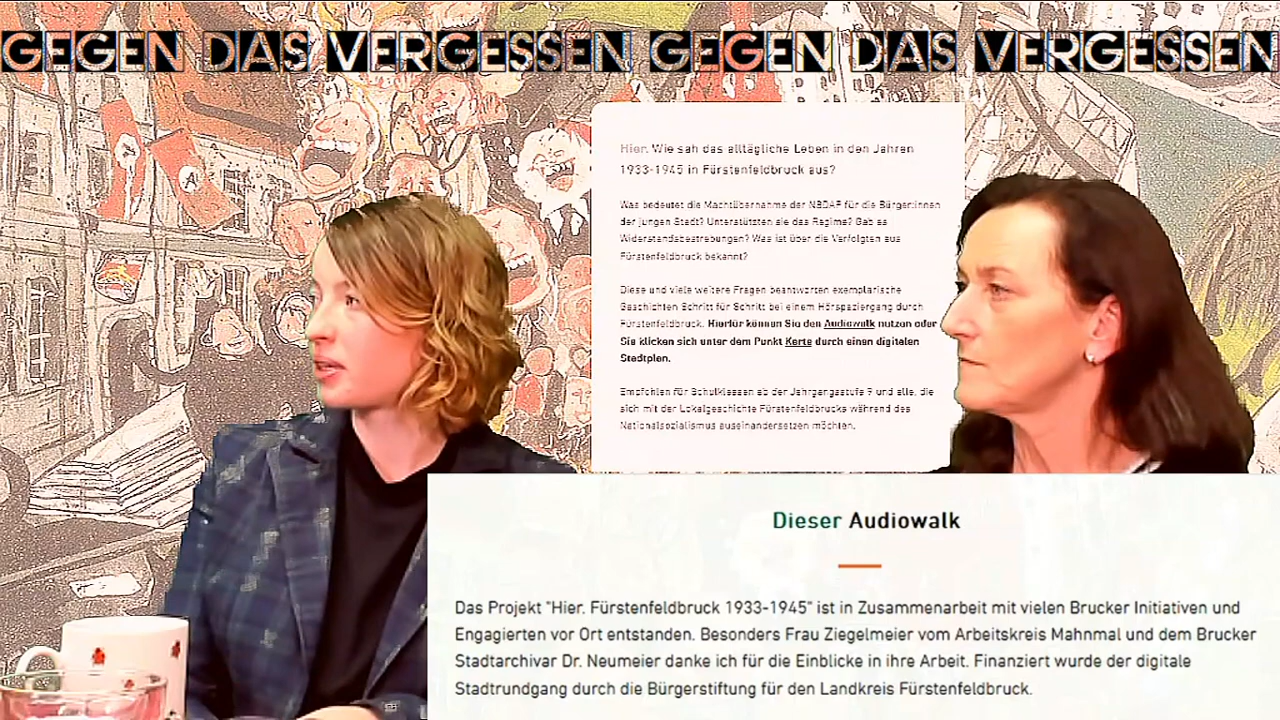 GEGEN DAS VERGESSEN GEGEN DAS VERGESSEN
Hier. Wie sah das alltägliche Leben in den Jahren
1933-1945 in Fürstenfeldbruck aus?
Was bedeutet die Machtübernahme der NSDAP für die Bürger:innen
der jungen Stadt? Unterstützten sie das Regime? Gab es
Widerstandsbestrebungen? Was ist über die Verfolgten aus
Fürstenfeldbruck bekannt?
Diese und viele weitere Fragen beantworten exemplarische
Geschichten Schritt für Schritt bei einem Hörspaziergang durch
Fürstenfeldbruck. Hierfür können Sie den Audiowalk nutzen oder
Sie klicken sich unter dem Punkt Karte durch einen digitalen
Stadtplan.
Empfohlen für Schulklassen ab der Jahrgangsstufe 9 und alle, die
sich mit der Lokalgeschichte Fürstenfeldbrucks während des
Nationalsozialismus auseinandersetzen möchten.
Dieser Audiowalk
Das Projekt "Hier. Fürstenfeldbruck 1933-1945" ist in Zusammenarbeit mit vielen Brucker Initiativen und
Engagierten vor Ort entstanden. Besonders Frau Ziegelmeier vom Arbeitskreis Mahnmal und dem Brucker
Stadtarchivar Dr. Neumeier danke ich für die Einblicke in ihre Arbeit. Finanziert wurde der digitale
Stadtrundgang durch die Bürgerstiftung für den Landkreis Fürstenfeldbruck.